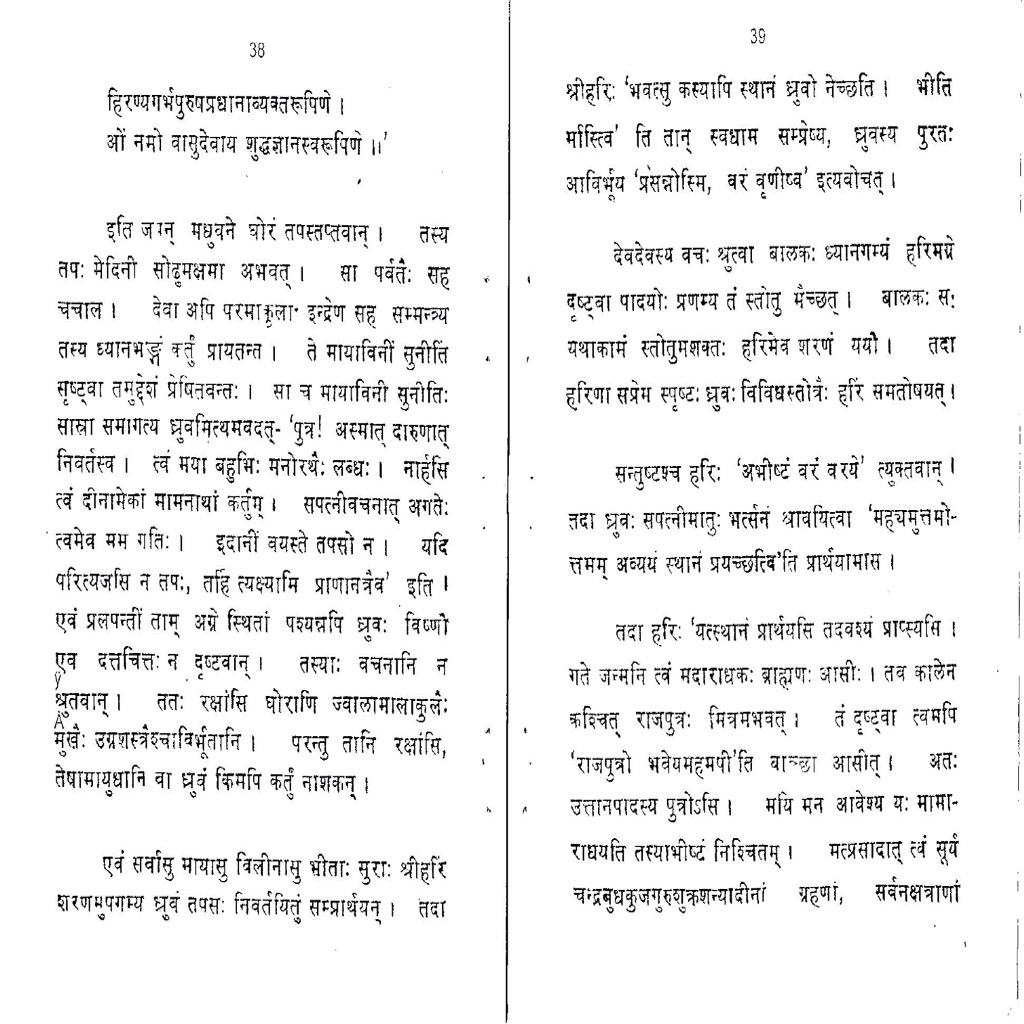 38
हिरण्यगर्भपुरुषप्रधानाव्यक्तरूपिणे ।
ओं नमो वासुदेवाय शुद्धज्ञानस्वरूपिणे ॥'
इति जपन् मधुवने घोरं तपस्तप्तवान् । तस्य
तपः मेदिनी सोढुमक्षमा अभवत् । सा पर्वतैः सह
चचाल । देवा अपि परमाकुलाः इन्द्रेण सह सम्मन्त्र्य
तस्य ध्यानभङ्गं कर्तुं प्रायतन्त । ते मायाविनीं सुनीतिं
सृष्ट्वा तमुद्देशं प्रेषितवन्तः । सा च मायाविनी सुनीतिः
सास्रा समागत्य ध्रुवमित्यमवदत्- 'पुत्र! अस्मात् दारुणात्
निवर्तस्व । त्वं मया बहुभिः मनोरथैः लब्धः । नार्हसि
त्वं दीनामेकां मामनाथां कर्तुम् । सपत्नीवचनात् अगतेः
त्वमेव मम गतिः । इदानीं वयस्ते तपसो न । यदि
परित्यजसि न तपः, तर्हि त्यक्ष्यामि प्राणानत्रैव' इति ।
एवं प्रलपन्तीं ताम् अग्रे स्थितां पश्यन्नपि ध्रुवः विष्णौ
एव दत्तचित्तः न दृष्टवान् । तस्याः वचनानि न
श्रुतवान् । ततः रक्षांसि घोराणि ज्वालामालाकुलैः
मुखैः उग्रशस्त्रैश्चाविर्भूतानि । परन्तु तानि रक्षांसि,
तेषामायुधानि वा ध्रुवं किमपि कर्तुं नाशकन् ।
एवं सर्वासु मायासु विलीनासु भीताः सुराः श्रीहरिं
शरणमुपगम्य ध्रुवं तपसः निवर्तयितुं सम्प्रार्थयन् । तदा
39
श्रीहरिः 'भवत्सु कस्यापि स्थानं ध्रुवो नेच्छति । भीति
र्मास्त्वि' ति तान् स्वधाम सम्प्रेष्य, ध्रुवस्य पुरतः
आविर्भूय 'प्रसन्नोस्मि, वरं वृणीष्व' इत्यवोचत् ।
देवदेवस्य वचः श्रुत्वा बालकः ध्यानगम्यं हरिमग्रे
दृष्ट्वा पादयोः प्रणम्य तं स्तोतु मैच्छत् । बालकः सः
यथाकामं स्तोतुमशक्तः हरिमेव शरणं ययौ । तदा
हरिणा सप्रेम स्पृष्टः ध्रुवः विविधस्तोत्रैः हरिं समतोषयत् ।
सन्तुष्टश्च हरिः 'अभीष्टं वरं वरये' त्युक्तवान् ।
तदा ध्रुवः सपत्नीमातुः भर्त्सनं श्रावयित्वा 'मह्यमुत्तमो-
त्तमम् अव्ययं स्थानं प्रयच्छत्वि'ति प्रार्थयामास ।
तदा हरिः 'यत्स्थानं प्रार्थयसि तदवश्यं प्राप्स्यसि ।
गते जन्मनि त्वं मदाराधकः ब्राह्मणः आसीः । तव कालेन
कश्चित् राजपुत्रः मित्रमभवत् । तं दृष्ट्वा त्वमपि
'राजपुत्रो भवेयमहमपी'ति वाञ्छा आसीत् । अतः
उत्तानपादस्य पुत्रोऽसि । मयि मन आवेश्य यः मामा-
राधयति तस्याभीष्टं निश्चितम् । मत्प्रसादात् त्वं सूर्य
चन्द्रबुधकुजगुरुशुक्रशन्यादीनां ग्रहणां, सर्वनक्षत्राणां